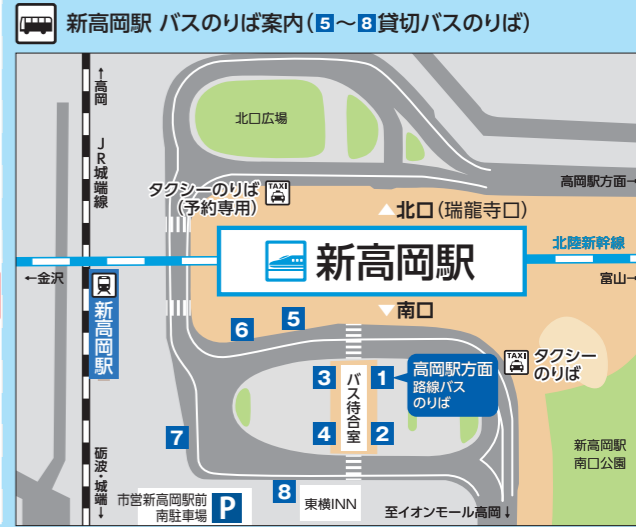 新高岡駅 バスのりば案内(5～8貸切バスのりば)
↑高岡
JR城端線
北口広場
高岡駅方面→
タクシーのりば
(予約専用)
TAXI
北口(瑞龍寺口)
北陸新幹線
新高岡駅
←金沢
富山→
新高岡駅
南口
6
5
TAXI
タクシー
のりば
3
1
高岡駅方面
路線バス
のりば
バス待合室
4
2
7
新高岡駅
南口公園
砺波・城端↓
市営新高岡駅前
南駐車場
P
8
東横INN
至イオンモール高岡↓